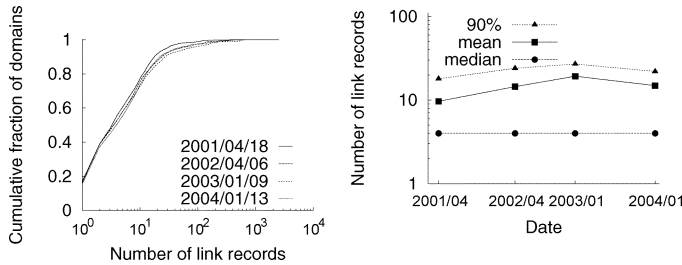 Cumulative fraction of domains
1
0.8
0.6
0.4
0.2
0
2001/04/18
2002/04/06
2003/01/09
2004/01/13
10^0 10^1 10^2 10^3 10^4
Number of link records
Number of link records
100
10
1
90%
mean
median
2001/04 2002/04 2003/01 2004/01
Date